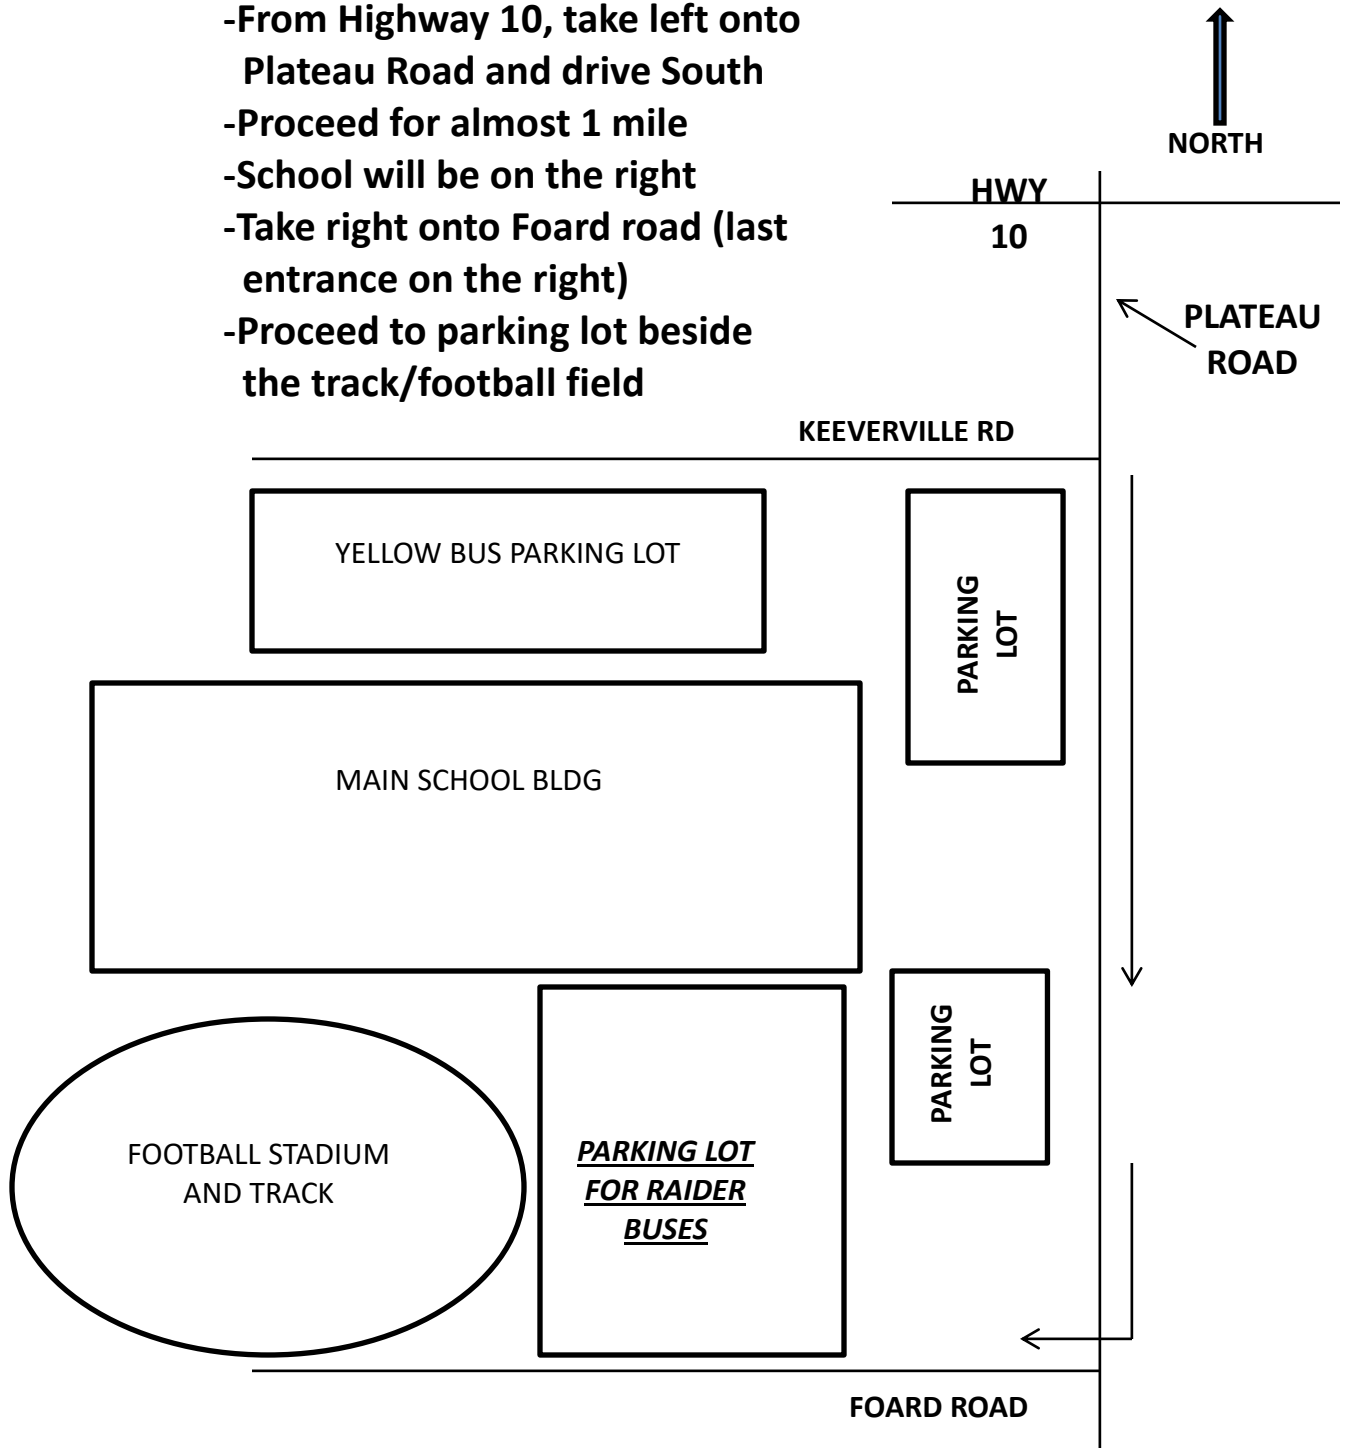 -From Highway 10, take left onto
Plateau Road and drive South
-Proceed for almost 1 mile
-School will be on the right
-Take right onto Foard road (last
entrance on the right)
-Proceed to parking lot beside
the track/football field
NORTH
HWY
10
PLATEAU
ROAD
KEEVERVILLE RD
YELLOW BUS PARKING LOT
PARKING
LOT
MAIN SCHOOL BLDG
PARKING
LOT
FOOTBALL STADIUM
AND TRACK
PARKING LOT
FOR RAIDER
BUSES
FOARD ROAD